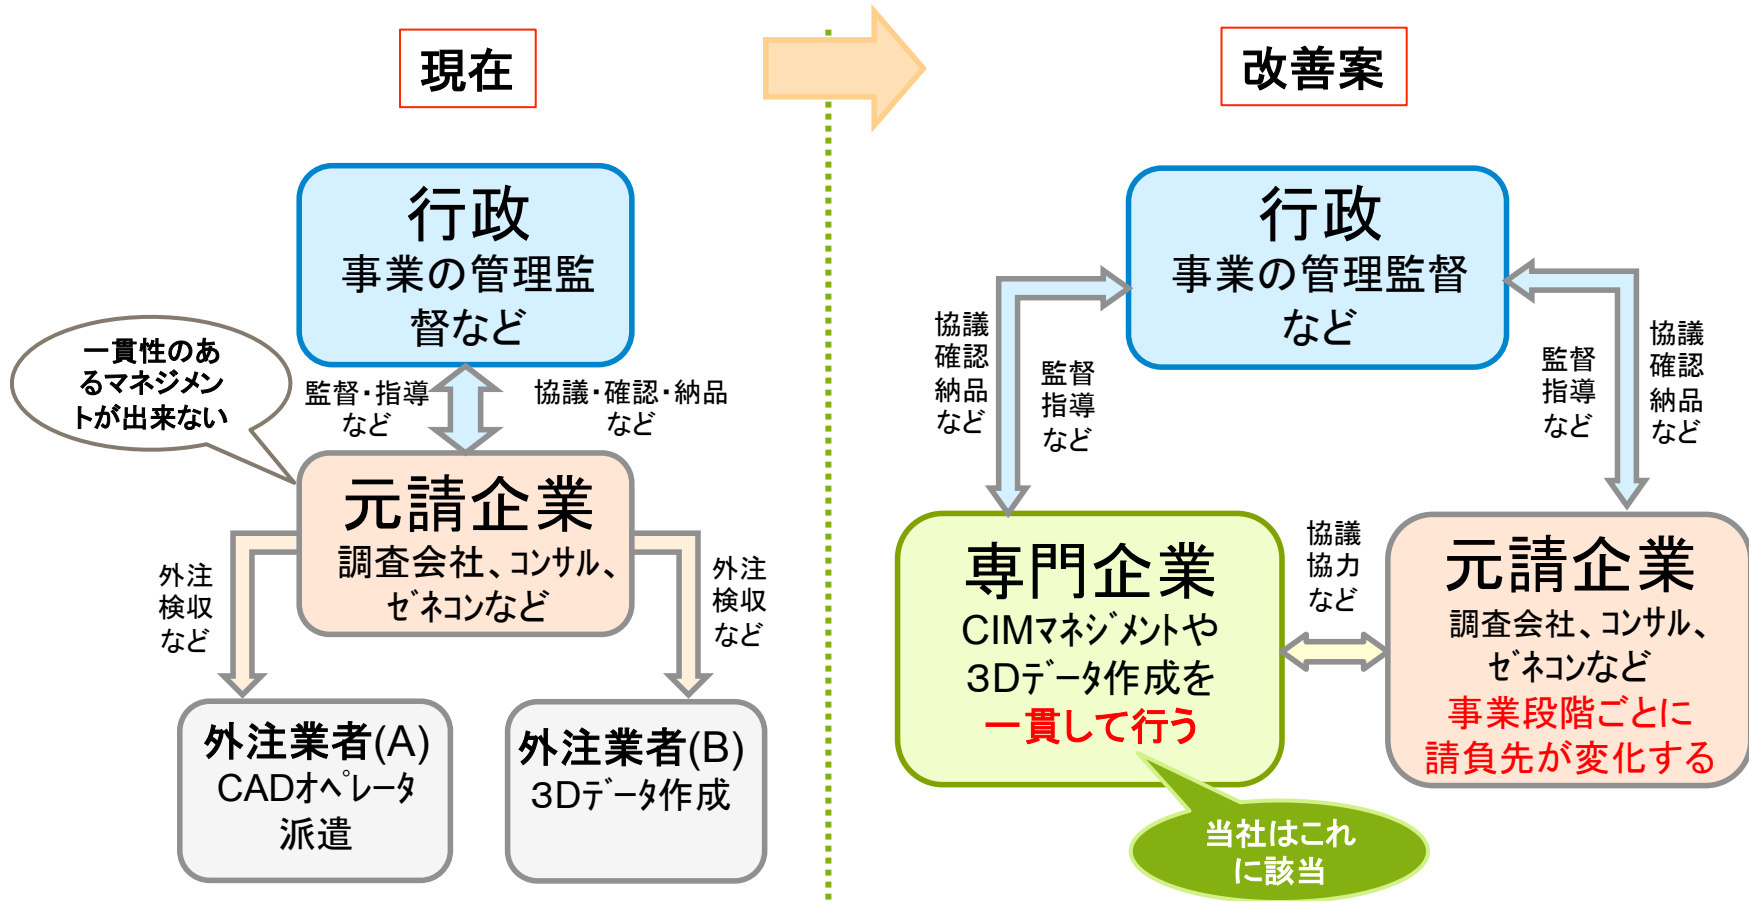 現在
改善案
行政
事業の管理監
督など
一貫性のあ
るマネジメン
トが出来ない
監督・指導
など
協議・確認・納品
など
元請企業
調査会社、コンサル、
ゼネコンなど
外注
検収
など
外注
検収
など
外注業者(A)
CADオペレータ
派遣
外注業者(B)
3Dデータ作成
行政
事業の管理監督
など
協議
確認
納品
など
監督
指導
など
監督
指導
など
協議
確認
納品
など
専門企業
CIMマネジメントや
3Dデータ作成を
一貫して行う
協議
協力
など
元請企業
調査会社、コンサル、
ゼネコンなど
事業段階ごとに
請負先が変化する
当社はこれ
に該当